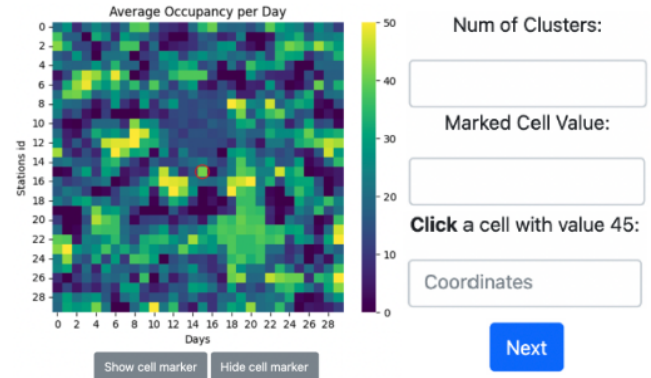 Average Occupancy per Day
Stations id
0
2
4
6
8
10
12
14
16
18
20
22
24
26
28
0 2 4 6 8 10 12 14 16 18 20 22 24 26 28
Days
50
40
30
20
10
0
Show cell marker Hide cell marker
Num of Clusters:
Marked Cell Value:
Click a cell with value 45:
Coordinates
Next